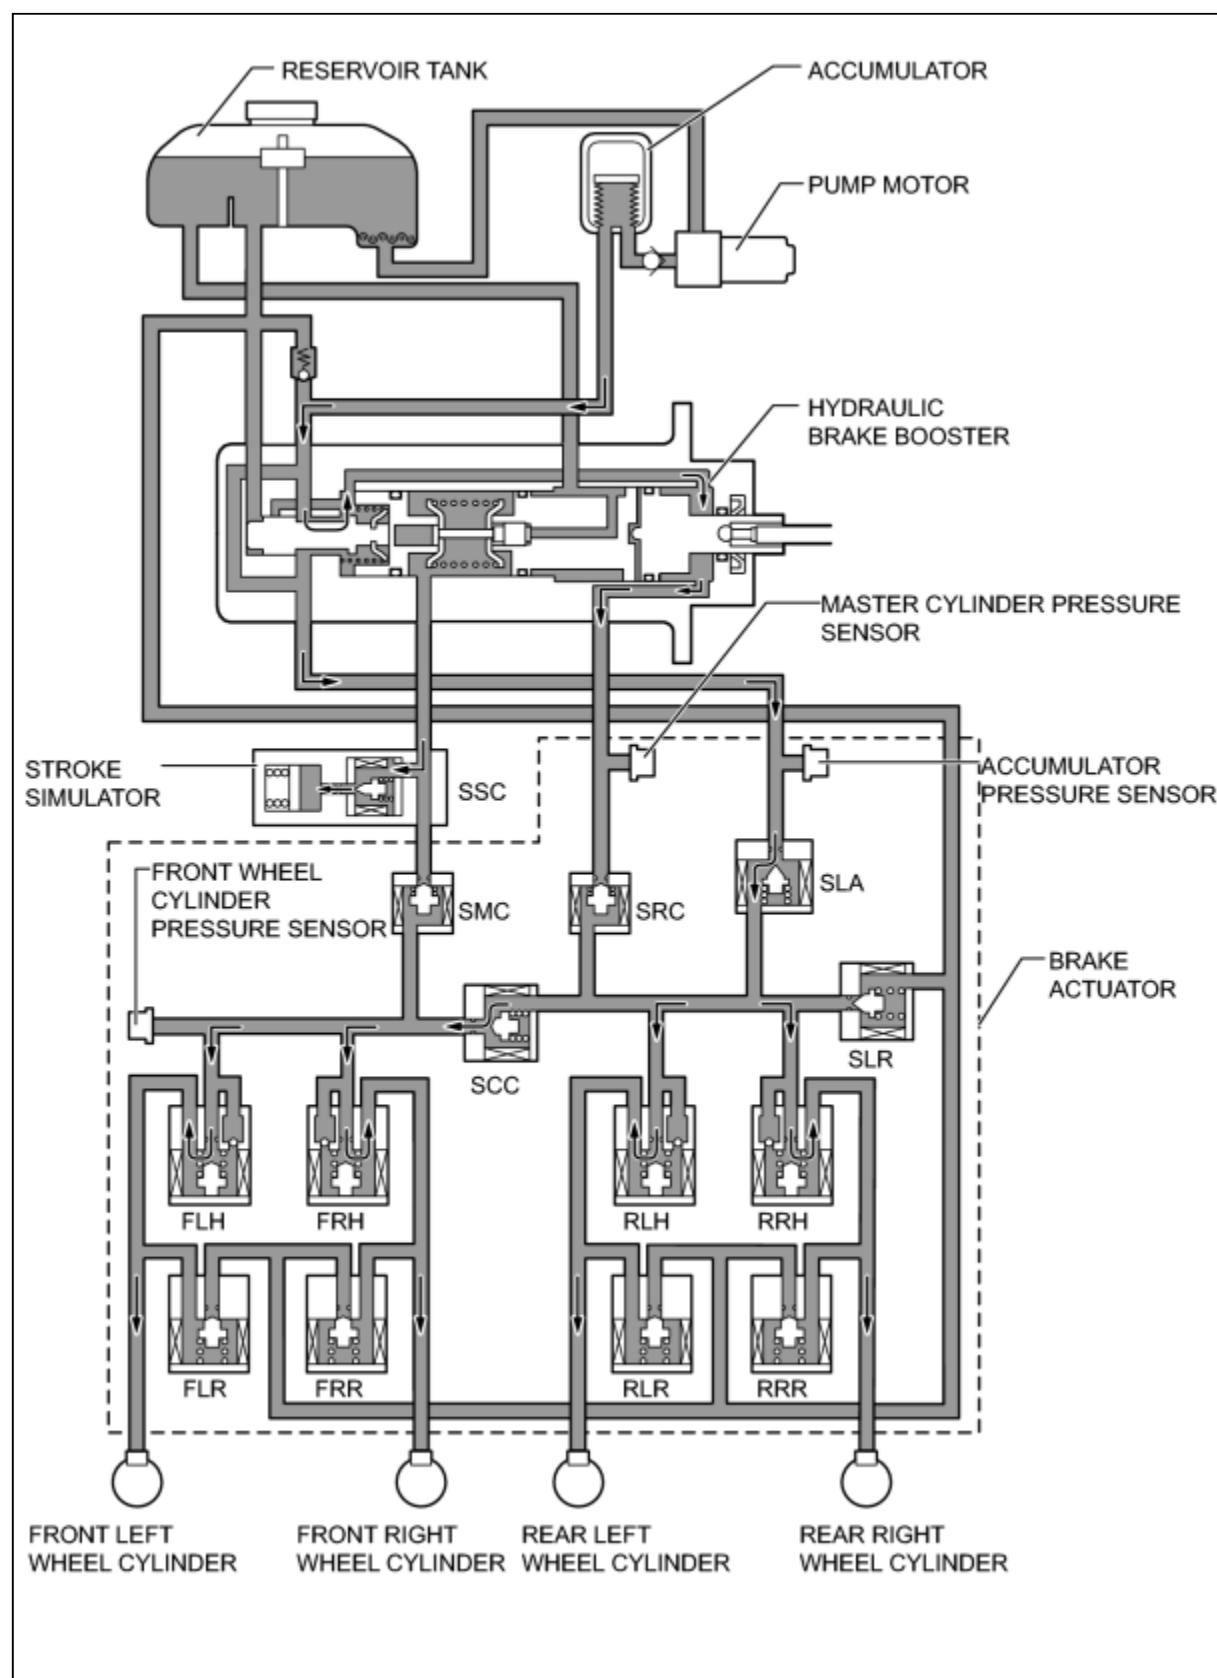 RESERVOIR TANK
ACCUMULATOR
PUMP MOTOR
HYDRAULIC
BRAKE BOOSTER
MASTER CYLINDER PRESSURE
SENSOR
STROKE
SIMULATOR
SSC
ACCUMULATOR
PRESSURE SENSOR
FRONT WHEEL
CYLINDER
PRESSURE SENSOR
SMC
SRC
SLA
BRAKE
ACTUATOR
SCC
SLR
FLH
FRH
RLH
RRH
FLR
FRR
RLR
RRR
FRONT LEFT
WHEEL CYLINDER
FRONT RIGHT
WHEEL CYLINDER
REAR LEFT
WHEEL CYLINDER
REAR RIGHT
WHEEL CYLINDER